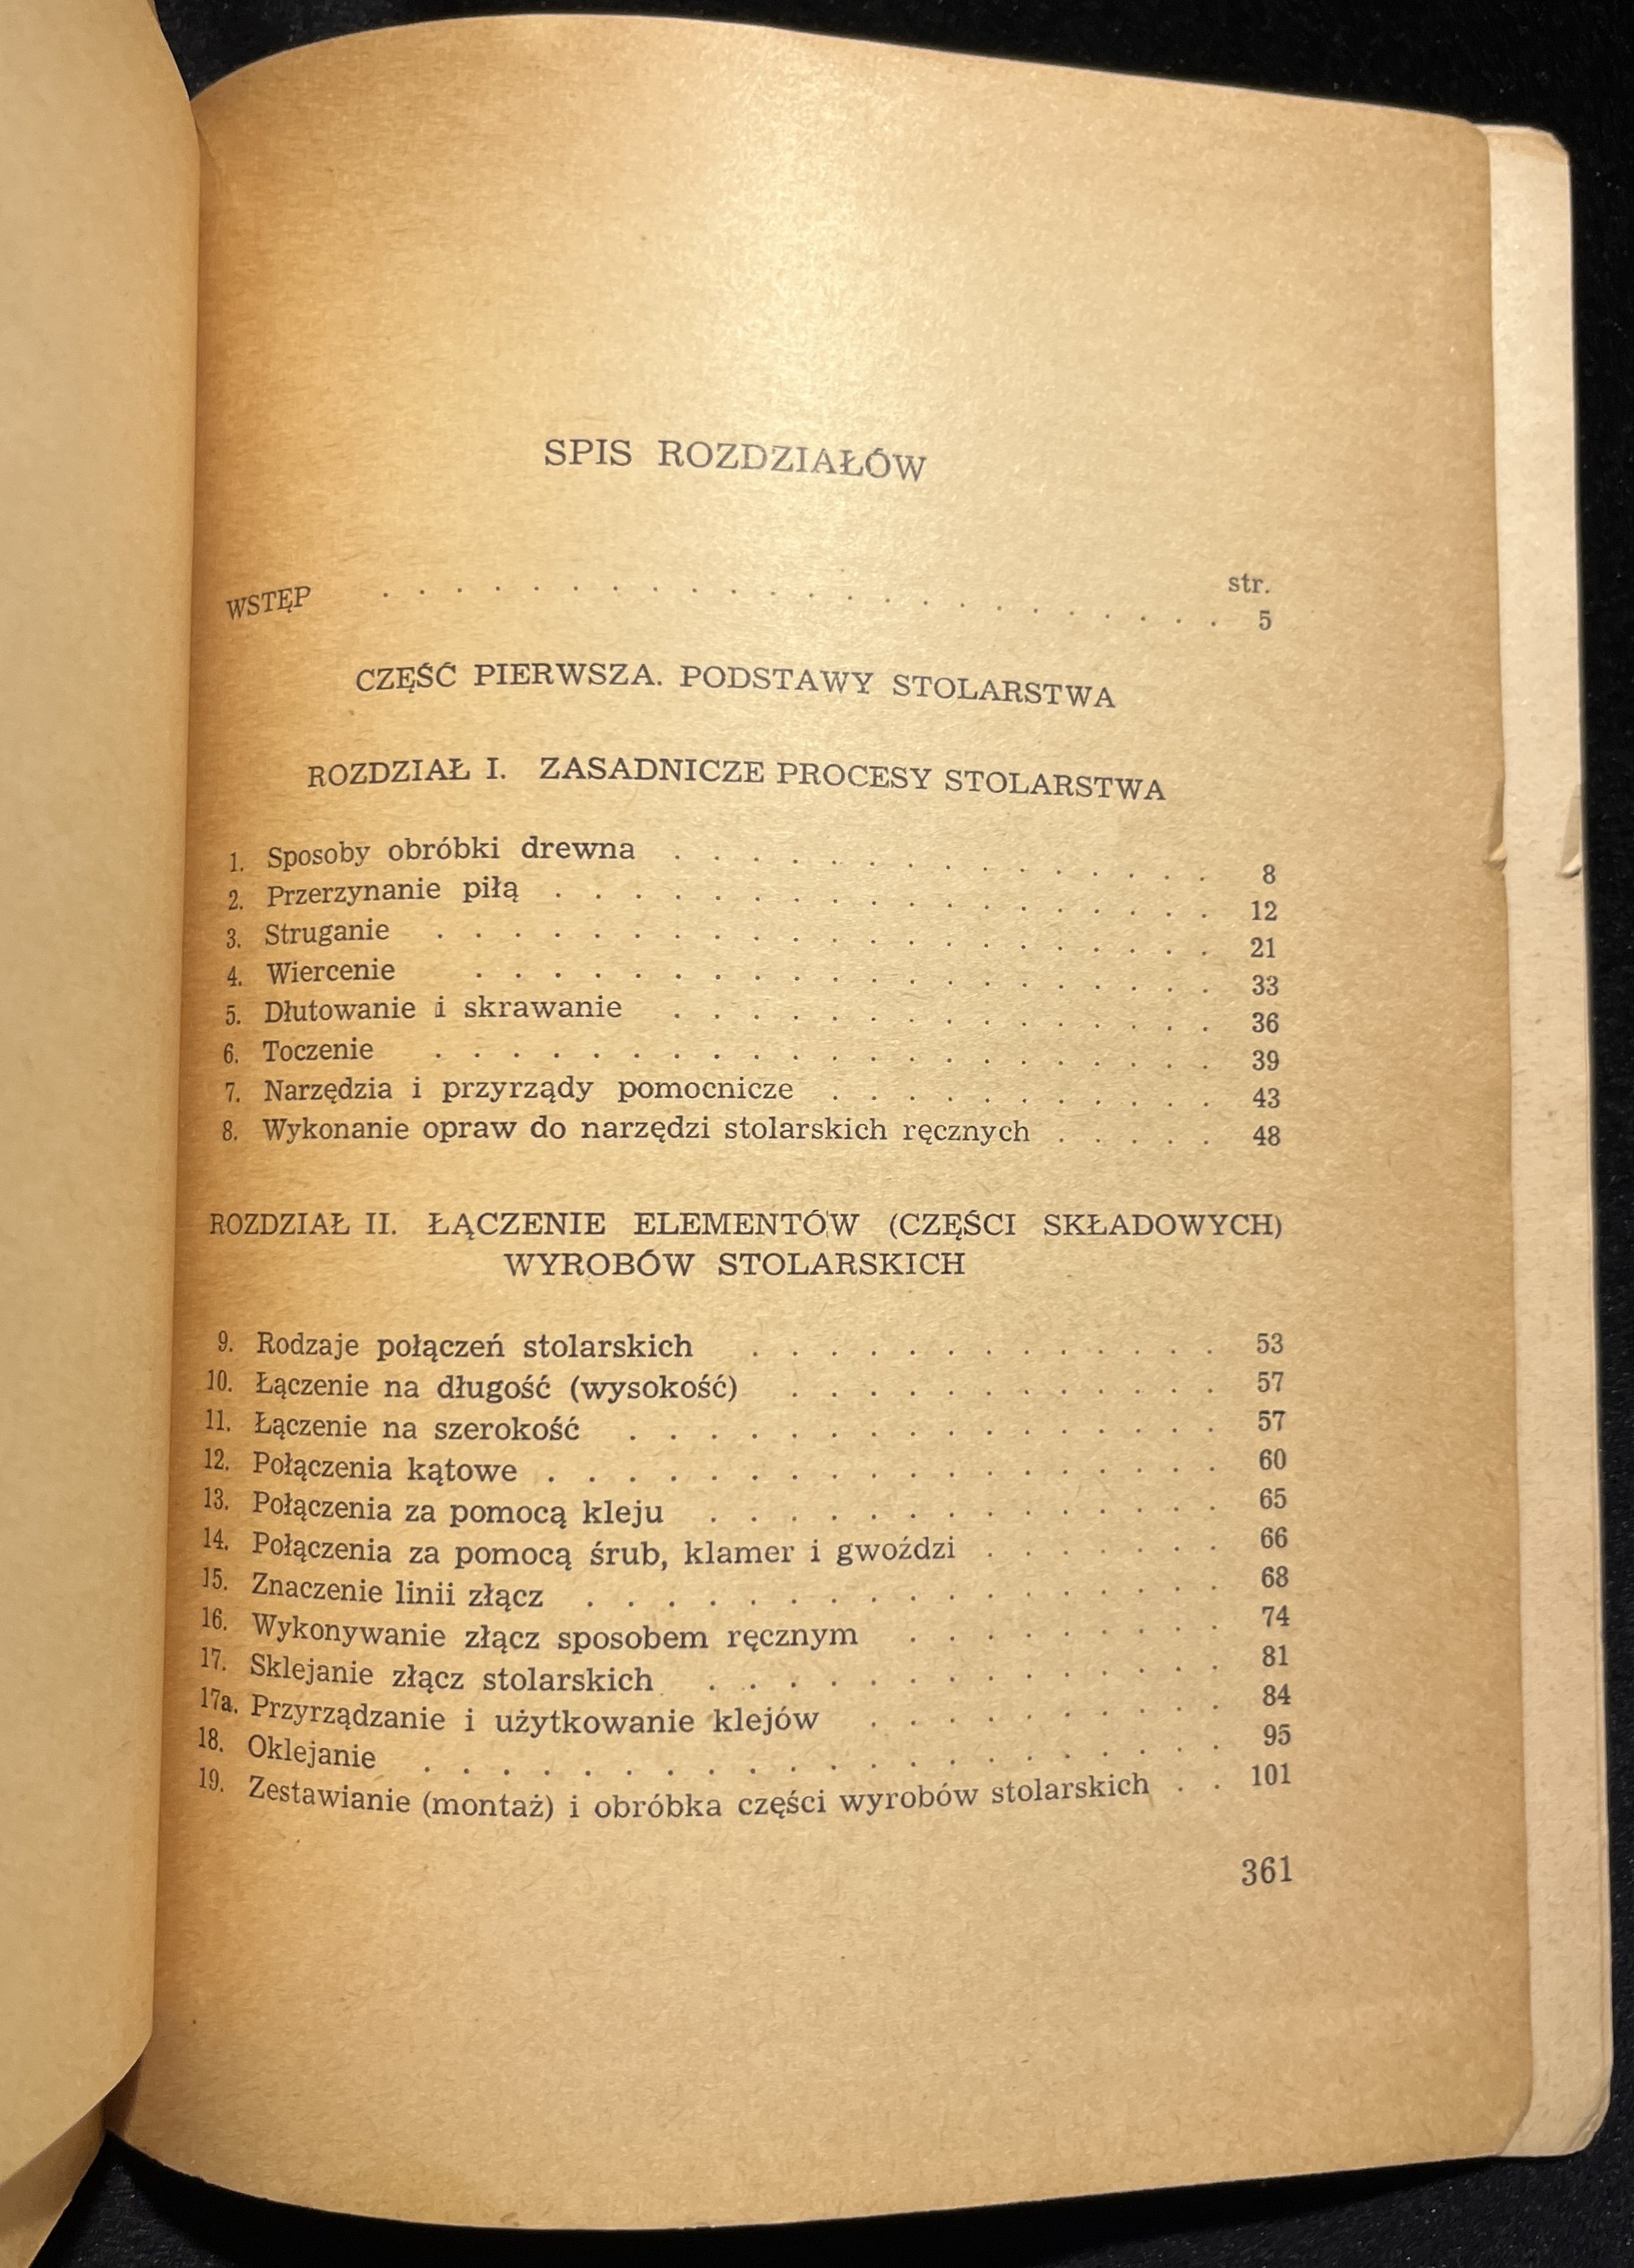 SPIS ROZDZIAŁÓW
str.
WSTĘP . . . . . . . . . . . . . . . . . . . . . . 5
CZĘŚĆ PIERWSZA. PODSTAWY STOLARSTWA
ROZDZIAŁ I. ZASADNICZE PROCESY STOLARSTWA
1. Sposoby obróbki drewna . . . . . . . . . . . . . . 8
2. Przerzynanie piłą . . . . . . . . . . . . . . . . . 12
3. Struganie . . . . . . . . . . . . . . . . . . . . 21
4. Wiercenie . . . . . . . . . . . . . . . . . . . 33
5. Dłutowanie i skrawanie . . . . . . . . . . . . . . 36
6. Toczenie . . . . . . . . . . . . . . . . . . . . 39
7. Narzędzia i przyrządy pomocnicze . . . . . . . . . . 43
8. Wykonanie opraw do narzędzi stolarskich ręcznych . . . . . 48
ROZDZIAŁ II. ŁĄCZENIE ELEMENTÓW (CZĘŚCI SKŁADOWYCH)
WYROBÓW STOLARSKICH
9. Rodzaje połączeń stolarskich . . . . . . . . . . . . 53
10. Łączenie na długość (wysokość) . . . . . . . . . . . 57
11. Łączenie na szerokość . . . . . . . . . . . . . . . 57
12. Połączenia kątowe . . . . . . . . . . . . . . . . . 60
13. Połączenia za pomocą kleju . . . . . . . . . . . . . 65
14. Połączenia za pomocą śrub, klamer i gwoździ . . . . . . . 66
15. Znaczenie linii złącz . . . . . . . . . . . . . . . . 68
16. Wykonywanie złącz sposobem ręcznym . . . . . . . . 74
17. Sklejanie złącz stolarskich . . . . . . . . . . . . . 81
17a. Przyrządzanie i użytkowanie klejów . . . . . . . . . 84
18. Oklejanie . . . . . . . . . . . . . . . . . . . . 95
19. Zestawianie (montaż) i obróbka części wyrobów stolarskich . . 101
361